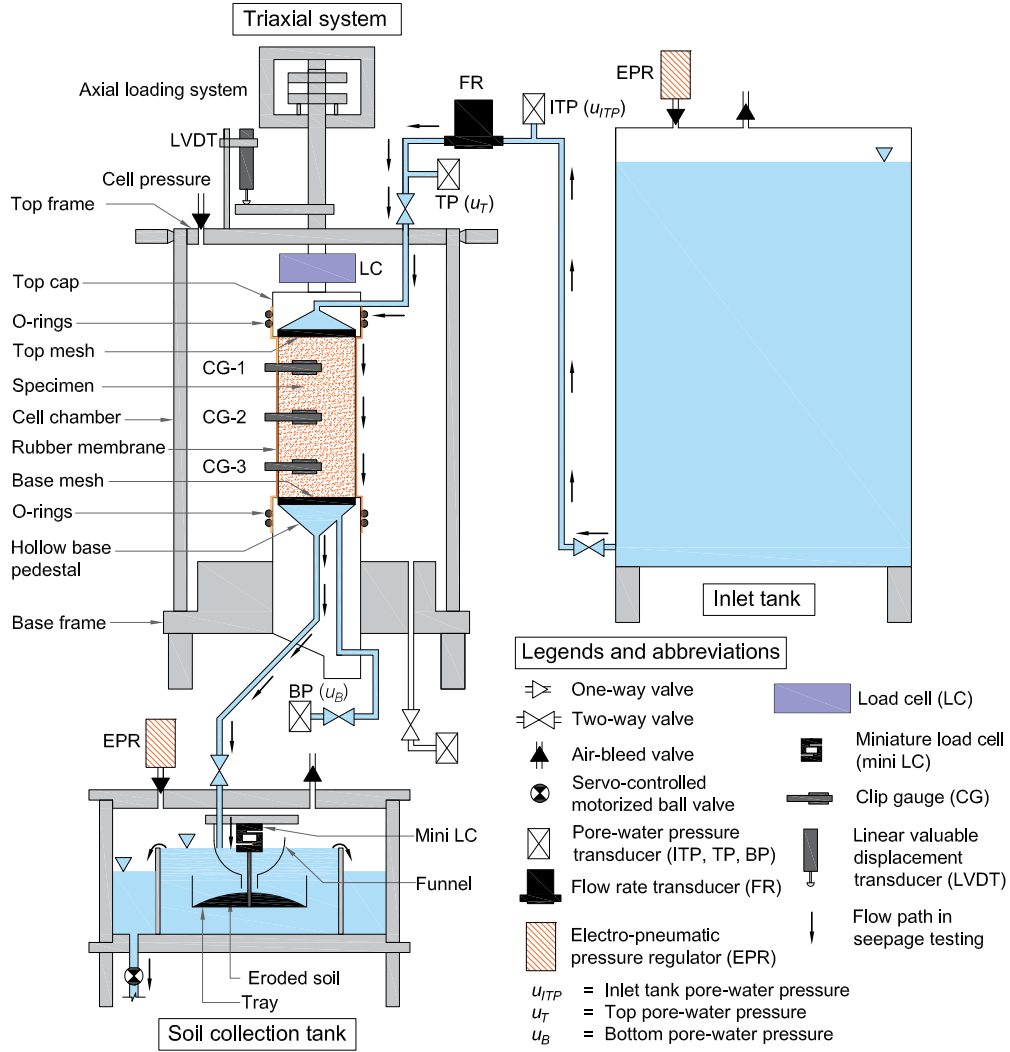 Triaxial system
Axial loading system
LVDT
Cell pressure
Top frame
FR
ITP (u_ITP)
TP (u_T)
EPR
LC
Top cap
O-rings
Top mesh
CG-1
Specimen
Cell chamber
CG-2
Rubber membrane
CG-3
Base mesh
O-rings
Hollow base
pedestal
Base frame
Inlet tank
BP (u_B)
EPR
Mini LC
Funnel
Eroded soil
Tray
Soil collection tank
Legends and abbreviations
One-way valve
Two-way valve
Air-bleed valve
Servo-controlled
motorized ball valve
Pore-water pressure
transducer (ITP, TP, BP)
Flow rate transducer (FR)
Electro-pneumatic
pressure regulator (EPR)
Load cell (LC)
Miniature load cell
(mini LC)
Clip gauge (CG)
Linear valuable
displacement
transducer (LVDT)
Flow path in
seepage testing
u_ITP = Inlet tank pore-water pressure
u_T = Top pore-water pressure
u_B = Bottom pore-water pressure